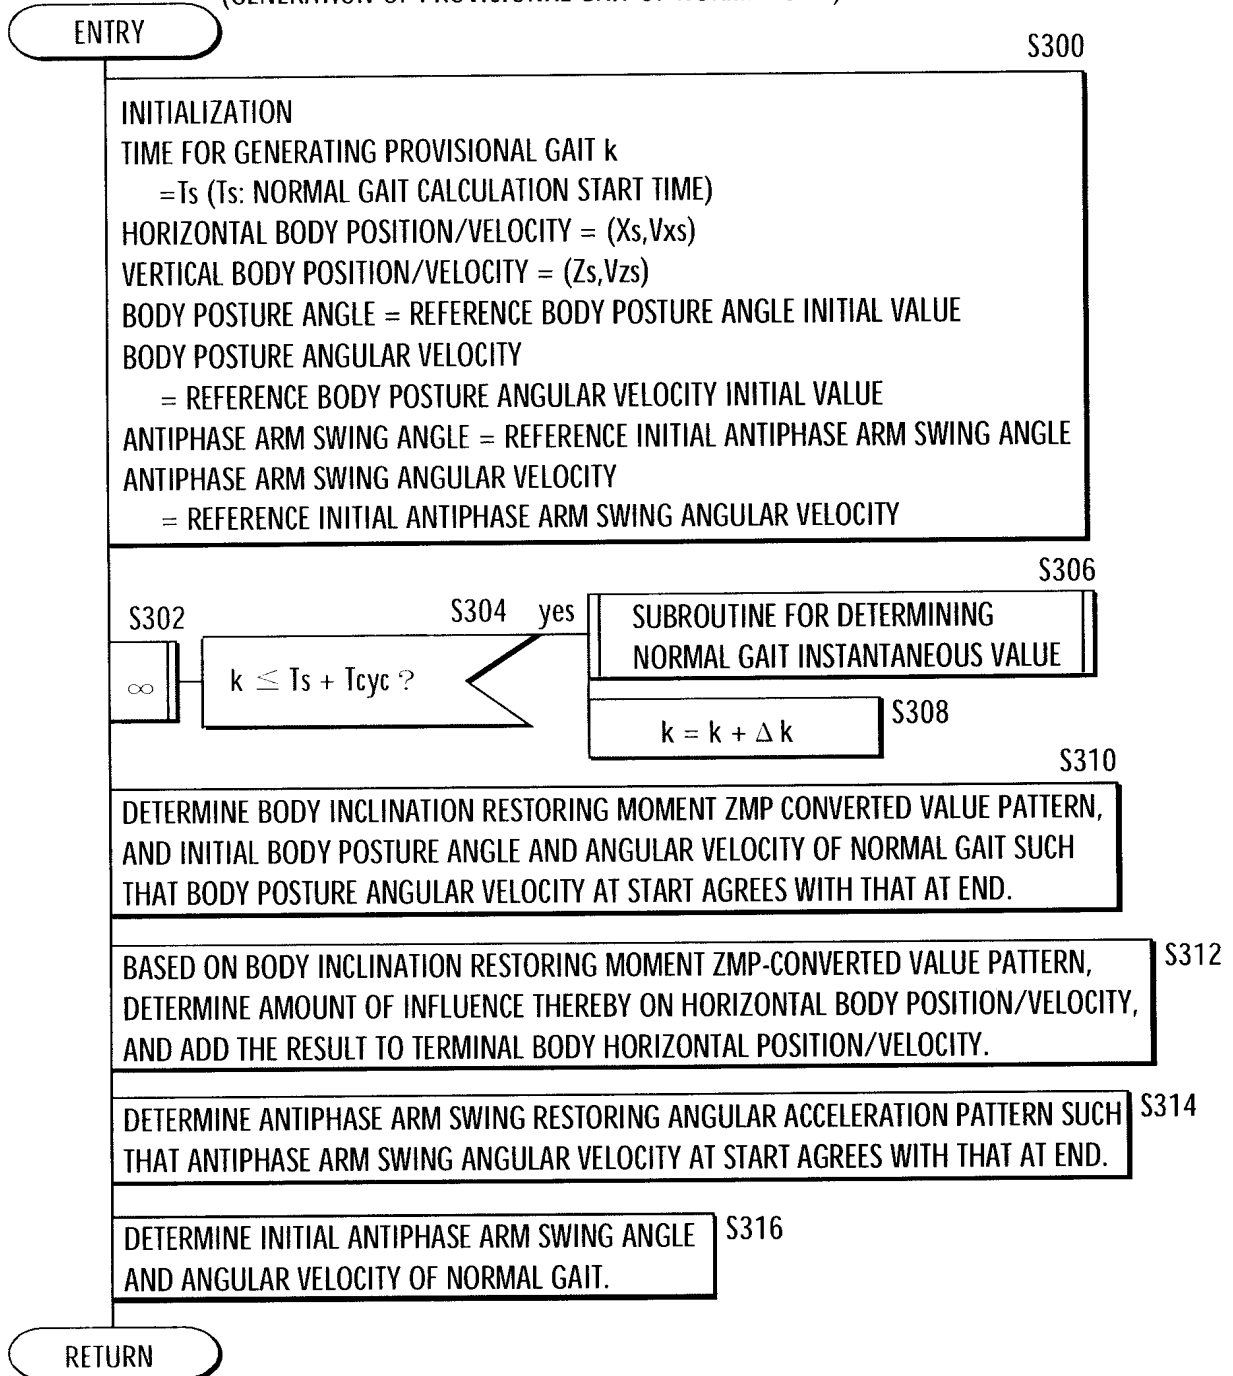 ENTRY
S300
INITIALIZATION
TIME FOR GENERATING PROVISIONAL GAIT k
=Ts (Ts: NORMAL GAIT CALCULATION START TIME)
HORIZONTAL BODY POSITION/VELOCITY = (Xs,Vxs)
VERTICAL BODY POSITION/VELOCITY = (Zs,Vzs)
BODY POSTURE ANGLE = REFERENCE BODY POSTURE ANGLE INITIAL VALUE
BODY POSTURE ANGULAR VELOCITY
= REFERENCE BODY POSTURE ANGULAR VELOCITY INITIAL VALUE
ANTIPHASE ARM SWING ANGLE = REFERENCE INITIAL ANTIPHASE ARM SWING ANGLE
ANTIPHASE ARM SWING ANGULAR VELOCITY
= REFERENCE INITIAL ANTIPHASE ARM SWING ANGULAR VELOCITY
S302
∞
S304
k ≤ Ts + Tcyc ?
yes
S306
SUBROUTINE FOR DETERMINING
NORMAL GAIT INSTANTANEOUS VALUE
S308
k = k + Δ k
S310
DETERMINE BODY INCLINATION RESTORING MOMENT ZMP CONVERTED VALUE PATTERN,
AND INITIAL BODY POSTURE ANGLE AND ANGULAR VELOCITY OF NORMAL GAIT SUCH
THAT BODY POSTURE ANGULAR VELOCITY AT START AGREES WITH THAT AT END.
S312
BASED ON BODY INCLINATION RESTORING MOMENT ZMP-CONVERTED VALUE PATTERN,
DETERMINE AMOUNT OF INFLUENCE THEREBY ON HORIZONTAL BODY POSITION/VELOCITY,
AND ADD THE RESULT TO TERMINAL BODY HORIZONTAL POSITION/VELOCITY.
S314
DETERMINE ANTIPHASE ARM SWING RESTORING ANGULAR ACCELERATION PATTERN SUCH
THAT ANTIPHASE ARM SWING ANGULAR VELOCITY AT START AGREES WITH THAT AT END.
S316
DETERMINE INITIAL ANTIPHASE ARM SWING ANGLE
AND ANGULAR VELOCITY OF NORMAL GAIT.
RETURN